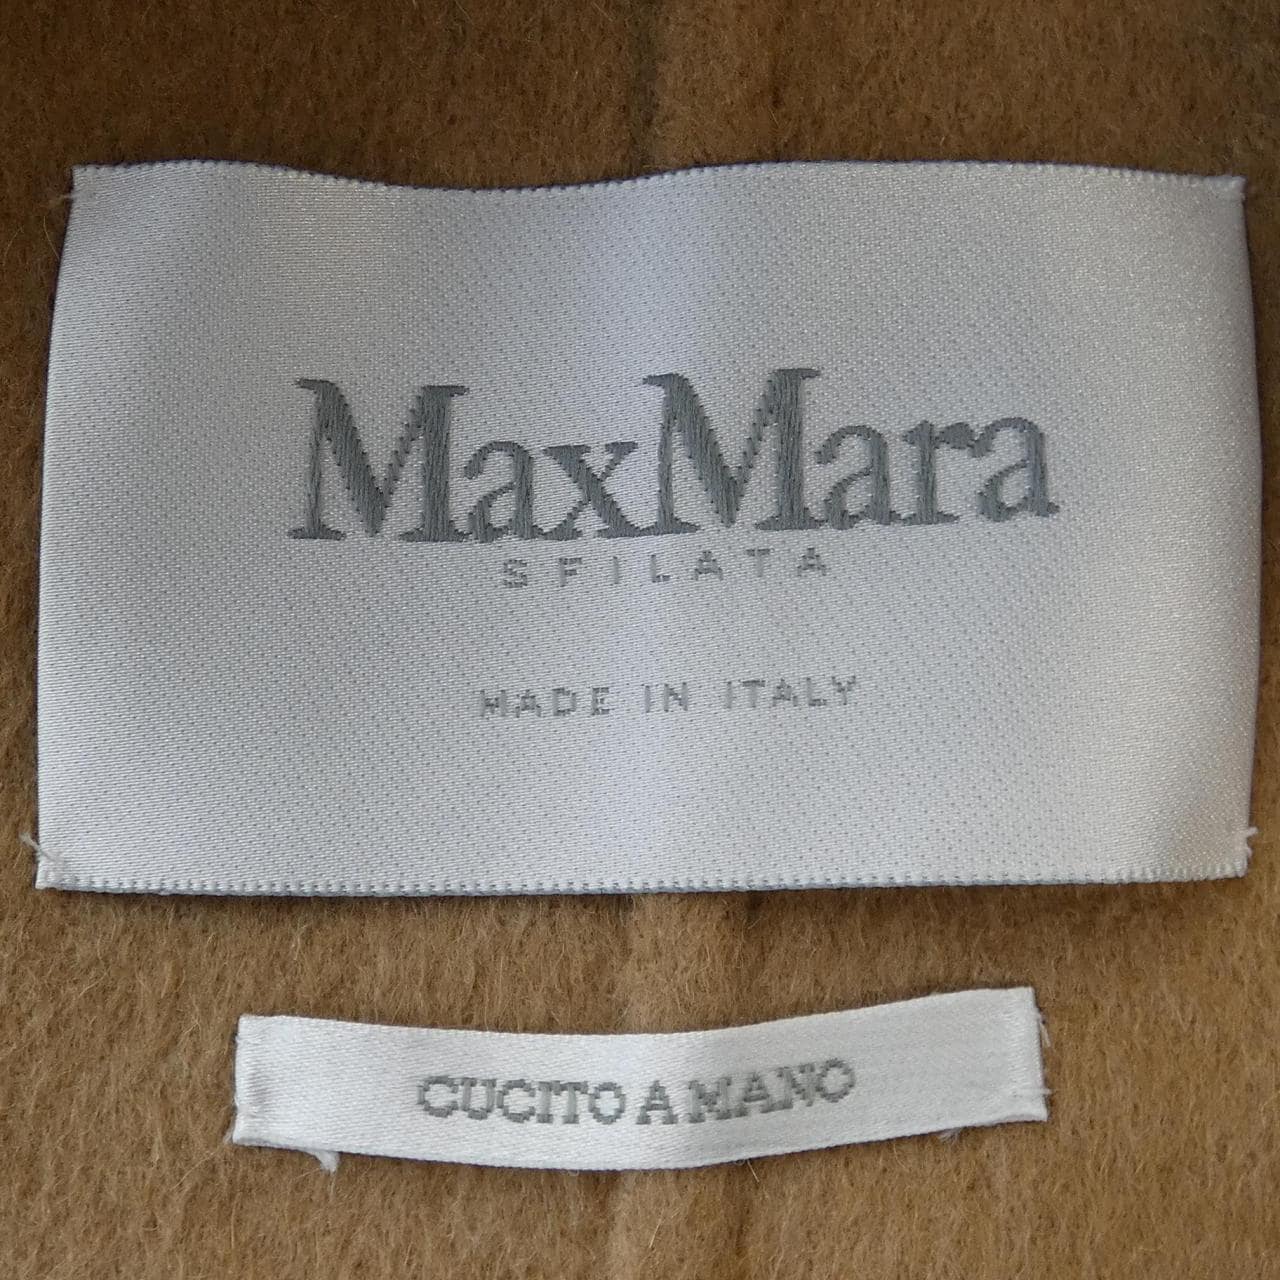 MaxMara
SFILATA
MADE IN ITALY
CUCITO A MANO